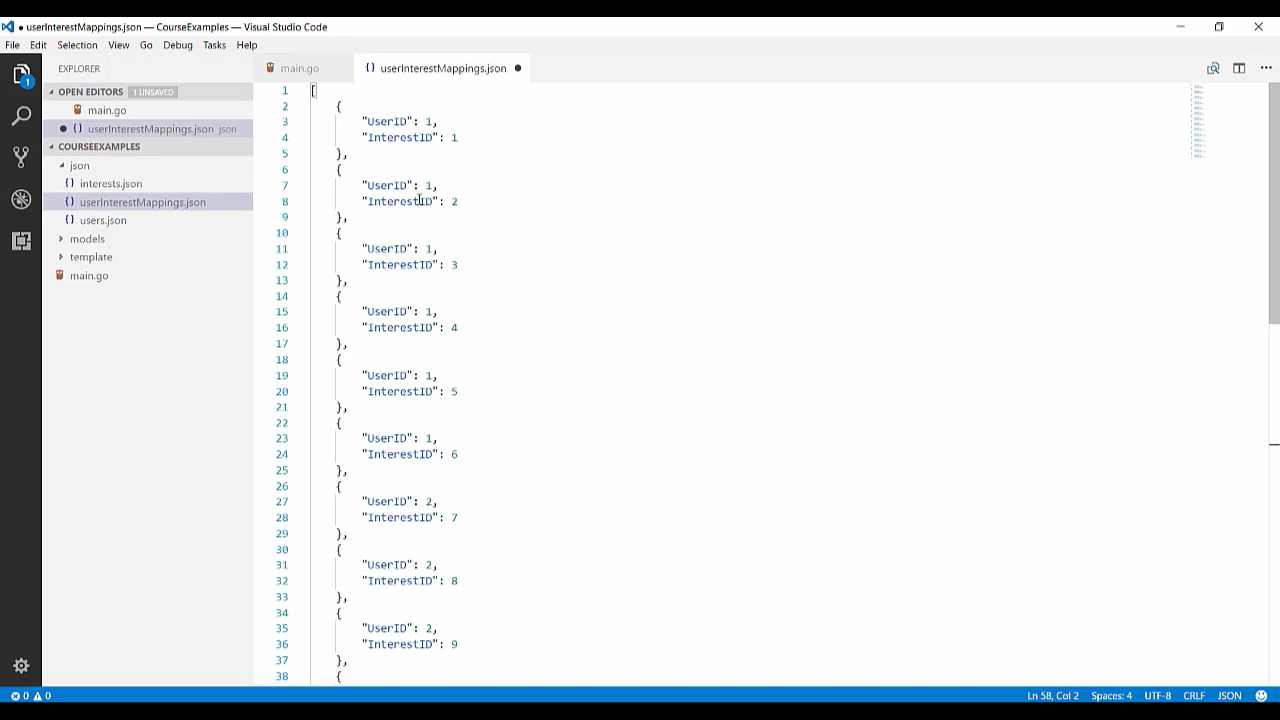 ● userInterestMappings.json — CourseExamples — Visual Studio Code
File Edit Selection View Go Debug Tasks Help
EXPLORER
OPEN EDITORS 1 UNSAVED
main.go
userInterestMappings.json json
COURSEEXAMPLES
json
interests.json
userInterestMappings.json
users.json
models
template
main.go
1
main.go
{} userInterestMappings.json ●
1 [
2 {
3 "UserID": 1,
4 "InterestID": 1
5 },
6 {
7 "UserID": 1,
8 "InterestID": 2
9 },
10 {
11 "UserID": 1,
12 "InterestID": 3
13 },
14 {
15 "UserID": 1,
16 "InterestID": 4
17 },
18 {
19 "UserID": 1,
20 "InterestID": 5
21 },
22 {
23 "UserID": 1,
24 "InterestID": 6
25 },
26 {
27 "UserID": 2,
28 "InterestID": 7
29 },
30 {
31 "UserID": 2,
32 "InterestID": 8
33 },
34 {
35 "UserID": 2,
36 "InterestID": 9
37 },
38 {
0 0 Ln 58, Col 2 Spaces: 4 UTF-8 CRLF JSON